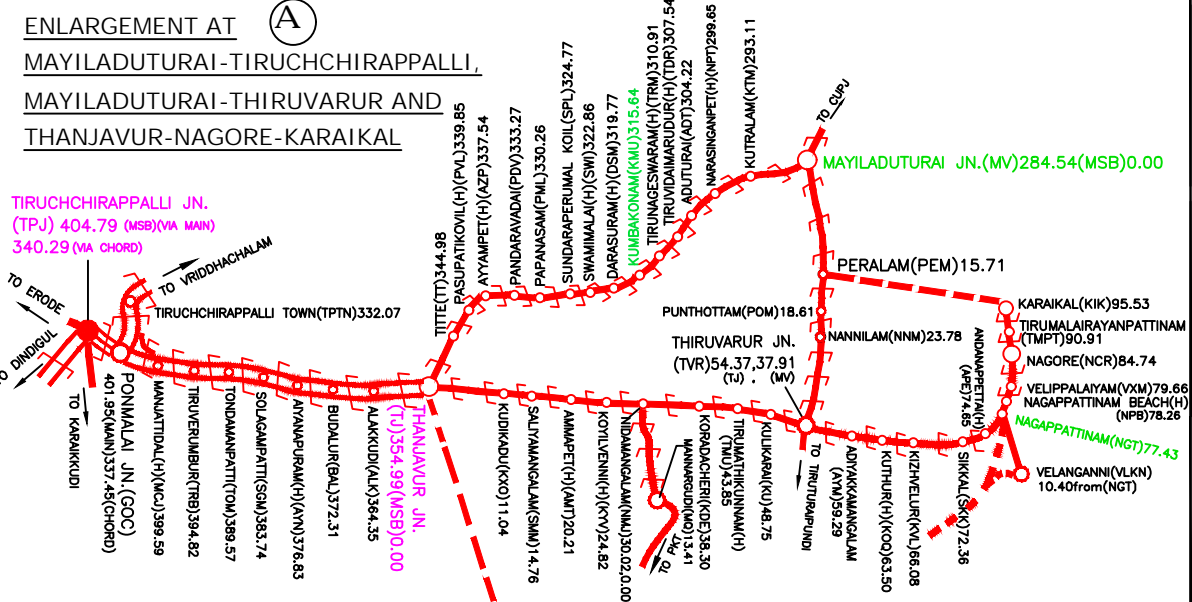 ENLARGEMENT AT A
MAYILADUTURAI-TIRUCHCHIRAPPALLI,
MAYILADUTURAI-THIRUVARUR AND
THANJAVUR-NAGORE-KARAIKAL
TIRUCHCHIRAPPALLI JN.
(TPJ) 404.79 (MSB)(VIA MAIN)
340.29 (VIA CHORD)
TO ERODE
TO DINDIGUL
TO KARAIKKUDI
TO VRIDDHACHALAM
TIRUCHCHIRAPPALLI TOWN(TPTN)332.07
PONMALAI JN.(GOC)
401.95(MAIN)337.45(CHORD)
MANJATTIDAL(H)(MCJ)399.59
TIRUVERUMBUR(TRB)394.82
TONDAMANPATTI(TOM)389.57
SOLAGAMPATTI(SGM)383.74
AIYANAPURAM(H)(AYN)376.83
BUDALUR(BAL)372.31
ALAKKUDI(ALK)364.35
THANJAVUR JN.
(TJ)354.99(MSB)0.00
TITTE(TT)344.98
PASUPATIKOVIL(H)(PVL)339.85
AYYAMPET(H)(AZP)337.54
PANDARAVADAI(PDV)333.27
PAPANASAM(PML)330.26
SUNDARAPERUMAL KOIL(SPL)324.77
SWAMIMALAI(H)(SWI)322.86
DARASURAM(H)(DSM)319.77
KUMBAKONAM(KMU)315.64
TIRUNAGESWARAM(H)(TRM)310.91
TIRUVIDAIMARUDUR(H)(TDR)307.54
ADUTURAI(ADT)304.22
NARASINGANPET(H)(NPT)299.65
KUTRALAM(KTM)293.11
TO CUPJ
MAYILADUTURAI JN.(MV)284.54(MSB)0.00
PERALAM(PEM)15.71
PUNTHOTTAM(POM)18.61
NANNILAM(NNM)23.78
THIRUVARUR JN.
(TVR)54.37,37.91
(TJ) . (MV)
KUDIKADU(KXO)11.04
SALIYAMANGALAM(SMM)14.76
AMMAPET(H)(AMT)20.21
KOYILVENNI(H)(KYV)24.82
NIDAMANGALAM(NMJ)30.02,0.00
MANNARGUDI(MQ)13.41
TO PKT
KORADACHERI(KDE)38.30
TIRUMATHIKUNNAM(H)
(TMU)43.85
KULIKARAI(KU)48.75
TO TIRUTURAIPUNDI
ADIYAKKAMANGALAM
(AYM)59.29
KUTHUR(H)(KOQ)63.50
KIZHVELUR(KVL)66.08
SIKKAL(SKK)72.36
ANDANAPPETTAI(H)
(APE)74.65
KARAIKAL(KIK)95.53
TIRUMALAIRAYANPATTINAM
(TMPT)90.91
NAGORE(NCR)84.74
VELIPPALAIYAM(VXM)79.66
NAGAPPATTINAM BEACH(H)
(NPB)78.26
NAGAPPATTINAM(NGT)77.43
VELANGANNI(VLKN)
10.40from(NGT)